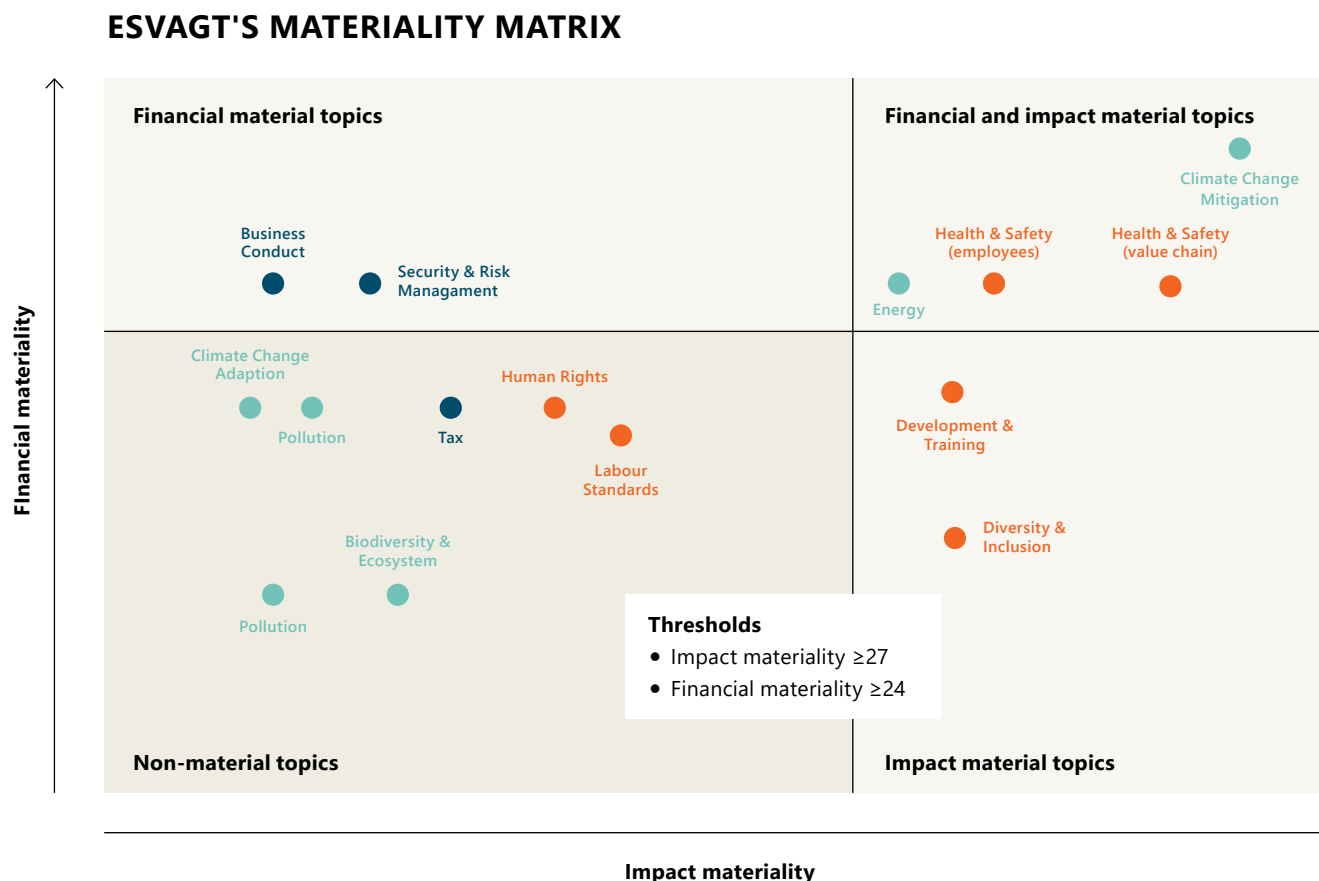 ESVAGT'S MATERIALITY MATRIX
Financial material topics
Financial and impact material topics
Climate Change
Mitigation
Business
Conduct
Security & Risk
Managament
Health & Safety
(employees)
Health & Safety
(value chain)
Energy
FInancial materiality
Climate Change
Adaption
Pollution
Tax
Human Rights
Labour
Standards
Development &
Training
Diversity &
Inclusion
Biodiversity &
Ecosystem
Pollution
Thresholds
• Impact materiality ≥27
• Financial materiality ≥24
Non-material topics
Impact material topics
Impact materiality